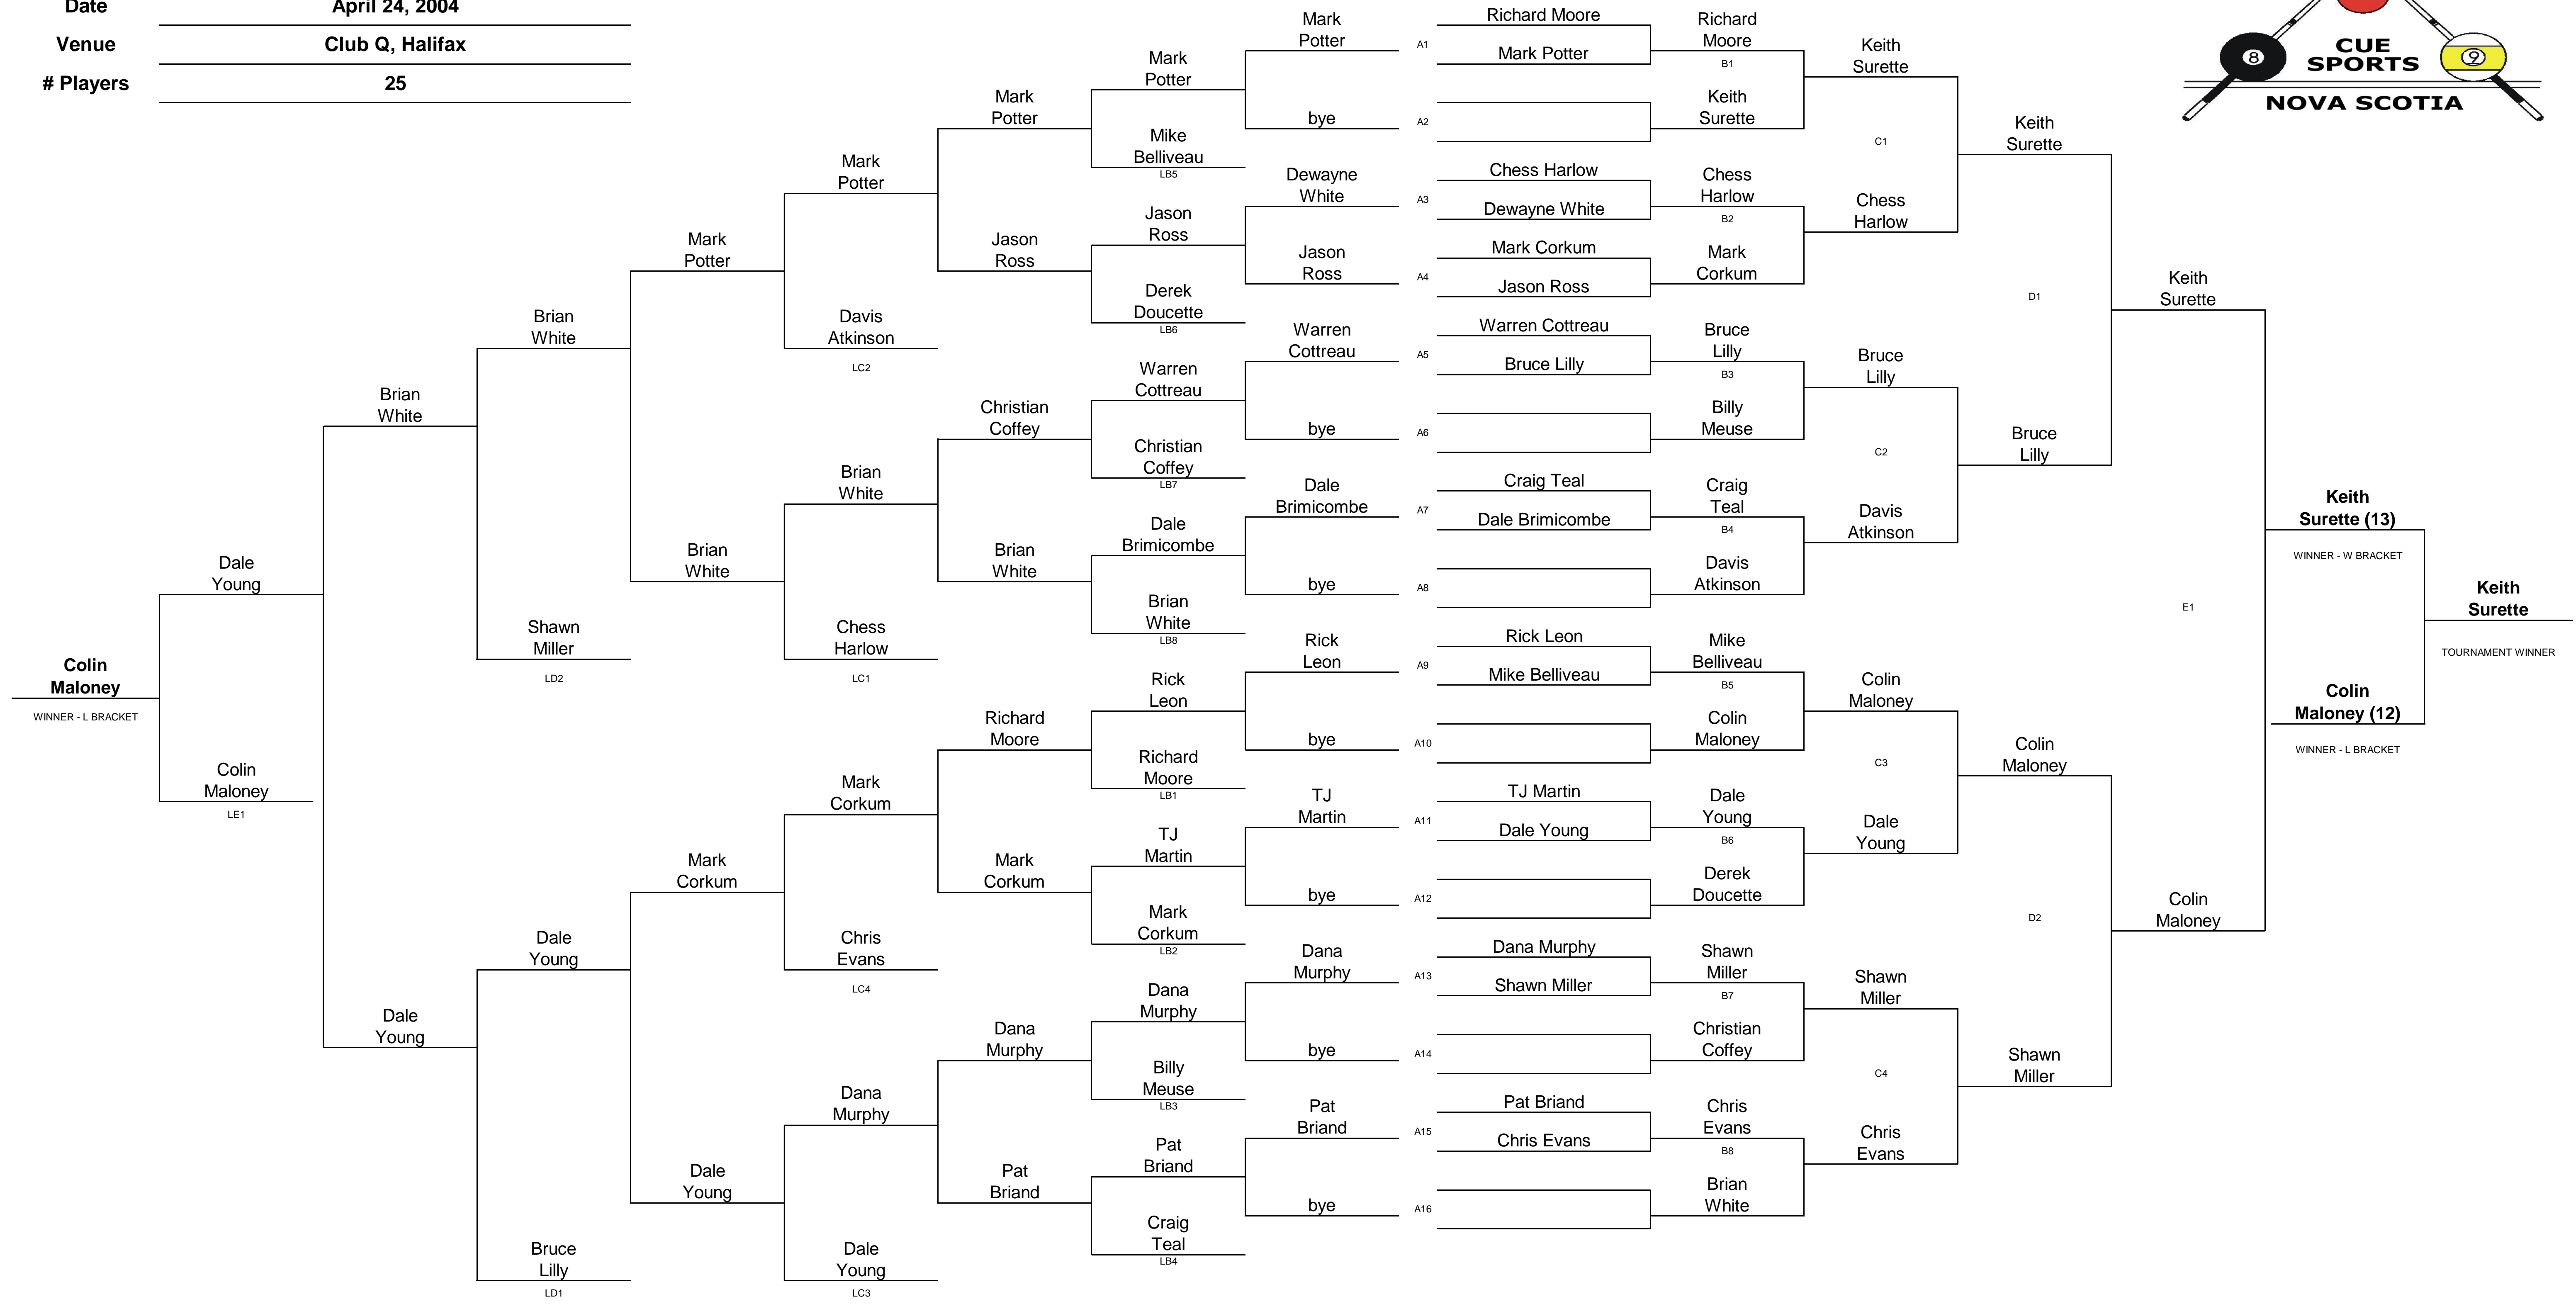 Date
April 24, 2004
Venue
Club Q, Halifax
# Players
25
8
9
CUE
SPORTS
NOVA SCOTIA
Colin
Maloney
WINNER - L BRACKET
Dale
Young
Colin
Maloney
LE1
Brian
White
Dale
Young
Brian
White
Shawn
Miller
LD2
Dale
Young
Bruce
Lilly
LD1
Mark
Potter
Brian
White
Mark
Corkum
Dale
Young
Mark
Potter
Davis
Atkinson
LC2
Brian
White
Chess
Harlow
LC1
Mark
Corkum
Chris
Evans
LC4
Dana
Murphy
Dale
Young
LC3
Mark
Potter
Jason
Ross
Christian
Coffey
Brian
White
Richard
Moore
Mark
Corkum
Dana
Murphy
Pat
Briand
Mark
Potter
Mike
Belliveau
LB5
Jason
Ross
Derek
Doucette
LB6
Warren
Cottreau
Christian
Coffey
LB7
Dale
Brimicombe
Brian
White
LB8
Rick
Leon
Richard
Moore
LB1
TJ
Martin
Mark
Corkum
LB2
Dana
Murphy
Billy
Meuse
LB3
Pat
Briand
Craig
Teal
LB4
Mark
Potter
bye
Dewayne
White
Jason
Ross
Warren
Cottreau
bye
Dale
Brimicombe
bye
Rick
Leon
bye
TJ
Martin
bye
Dana
Murphy
bye
Pat
Briand
bye
A1
A2
A3
A4
A5
A6
A7
A8
A9
A10
A11
A12
A13
A14
A15
A16
Richard Moore
Mark Potter
Chess Harlow
Dewayne White
Mark Corkum
Jason Ross
Warren Cottreau
Bruce Lilly
Craig Teal
Dale Brimicombe
Rick Leon
Mike Belliveau
TJ Martin
Dale Young
Dana Murphy
Shawn Miller
Pat Briand
Chris Evans
Richard
Moore
B1
Keith
Surette
Chess
Harlow
B2
Mark
Corkum
Bruce
Lilly
B3
Billy
Meuse
Craig
Teal
B4
Davis
Atkinson
Mike
Belliveau
B5
Colin
Maloney
Dale
Young
B6
Derek
Doucette
Shawn
Miller
B7
Christian
Coffey
Chris
Evans
B8
Brian
White
Keith
Surette
C1
Chess
Harlow
Bruce
Lilly
C2
Davis
Atkinson
Colin
Maloney
C3
Dale
Young
Shawn
Miller
C4
Chris
Evans
Keith
Surette
D1
Bruce
Lilly
Colin
Maloney
D2
Shawn
Miller
Keith
Surette
E1
Colin
Maloney
Keith
Surette (13)
WINNER - W BRACKET
Colin
Maloney (12)
WINNER - L BRACKET
Keith
Surette
TOURNAMENT WINNER